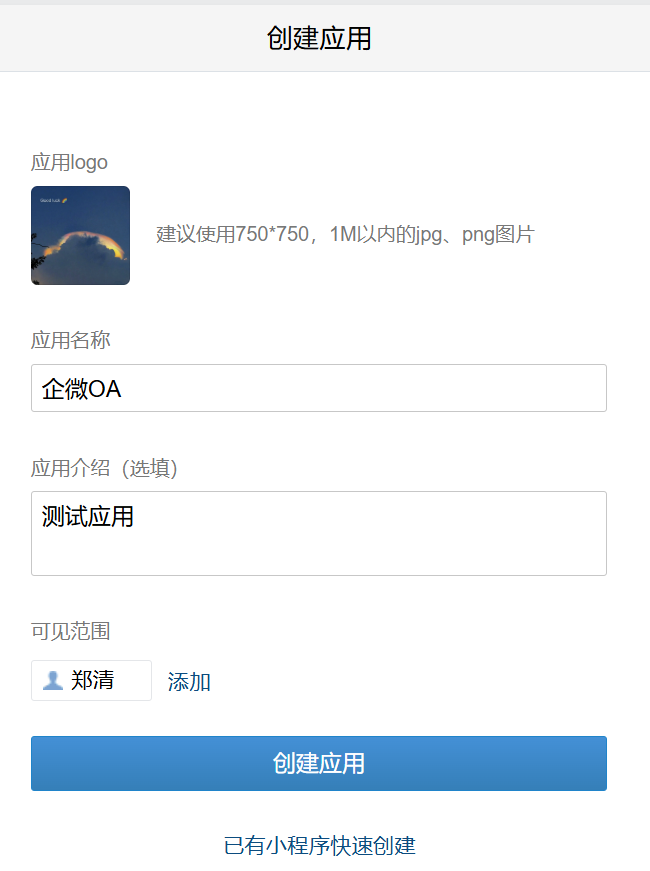 创建应用
应用logo
Good luck
建议使用750*750，1M以内的jpg、png图片
应用名称
企微OA
应用介绍（选填）
测试应用
可见范围
郑清 添加
创建应用
已有小程序快速创建